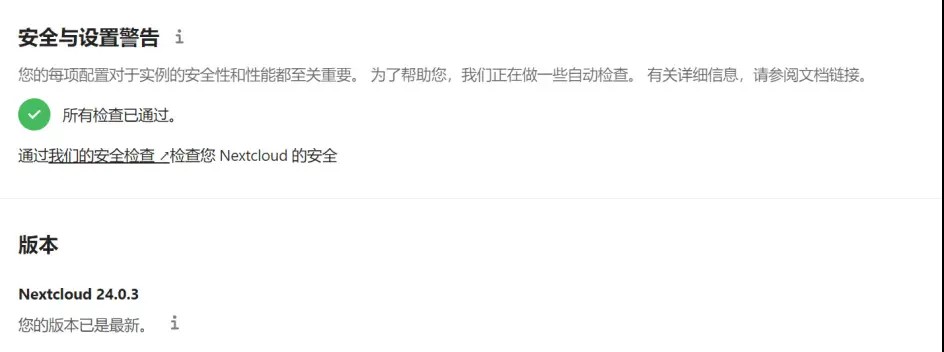 安全与设置警告 i
您的每项配置对于实例的安全性和性能都至关重要。 为了帮助您，我们正在做一些自动检查。 有关详细信息，请参阅文档链接。
所有检查已通过。
通过我们的安全检查 ↗检查您 Nextcloud 的安全
版本
Nextcloud 24.0.3
您的版本已是最新。 i